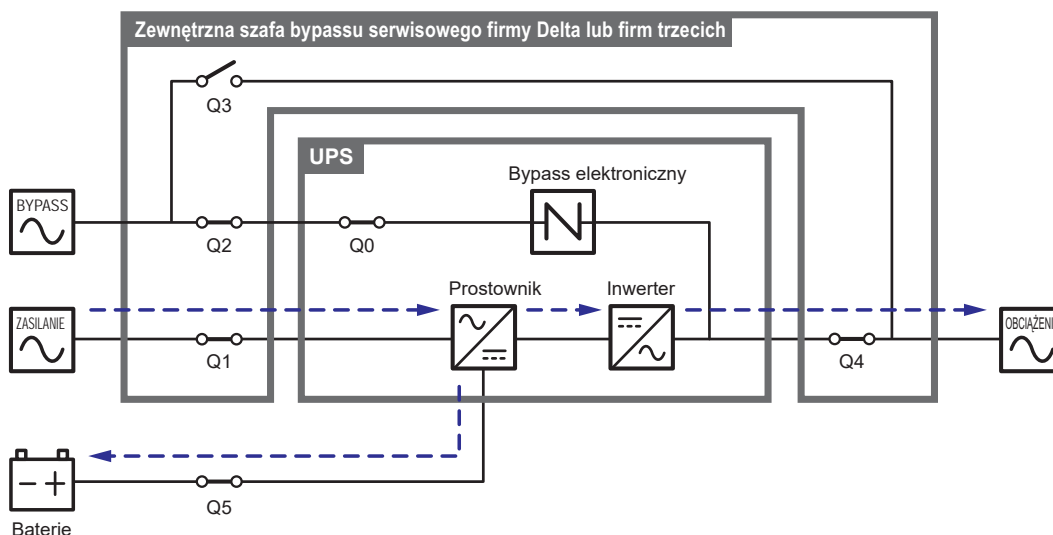 Zewnętrzna szafa bypassu serwisowego firmy Delta lub firm trzecich
Q3
UPS
Bypass elektroniczny
BYPASS
Q2
Q0
Prostownik
Inwerter
ZASILANIE
OBCIĄŻENIE
Q1
Q4
Q5
Baterie